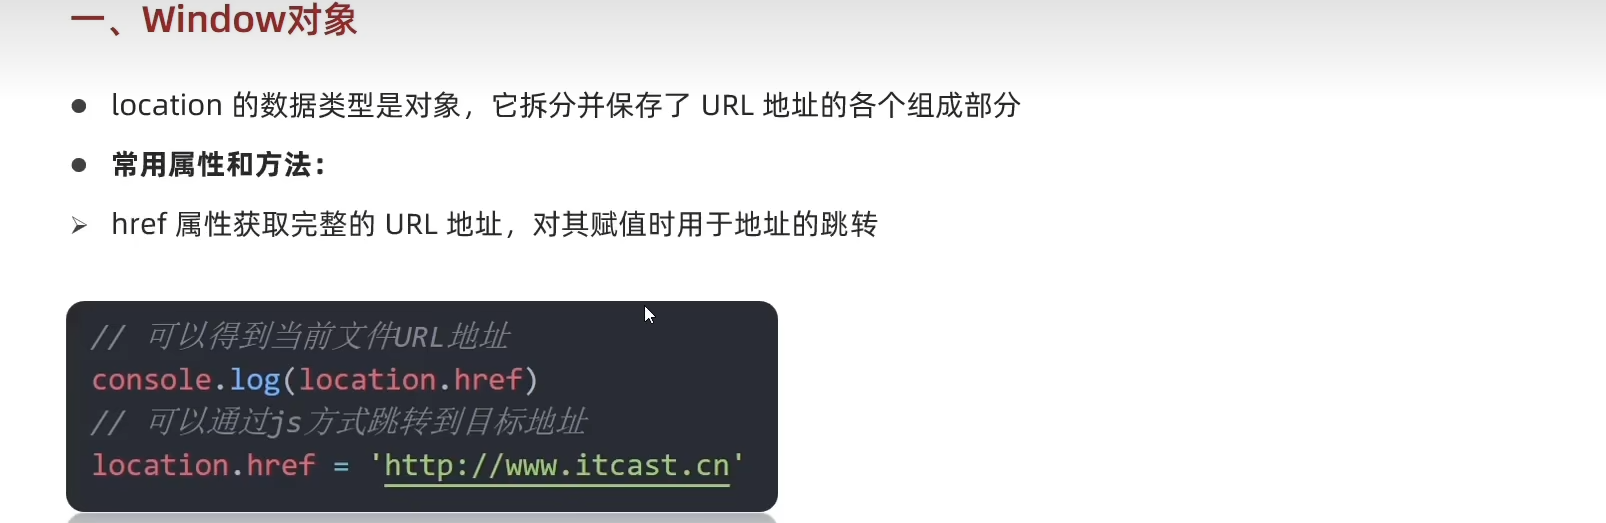 一、Window对象
● location 的数据类型是对象，它拆分并保存了 URL 地址的各个组成部分
● 常用属性和方法：
➢ href 属性获取完整的 URL 地址，对其赋值时用于地址的跳转
// 可以得到当前文件URL地址
console.log(location.href)
// 可以通过js方式跳转到目标地址
location.href = 'http://www.itcast.cn'